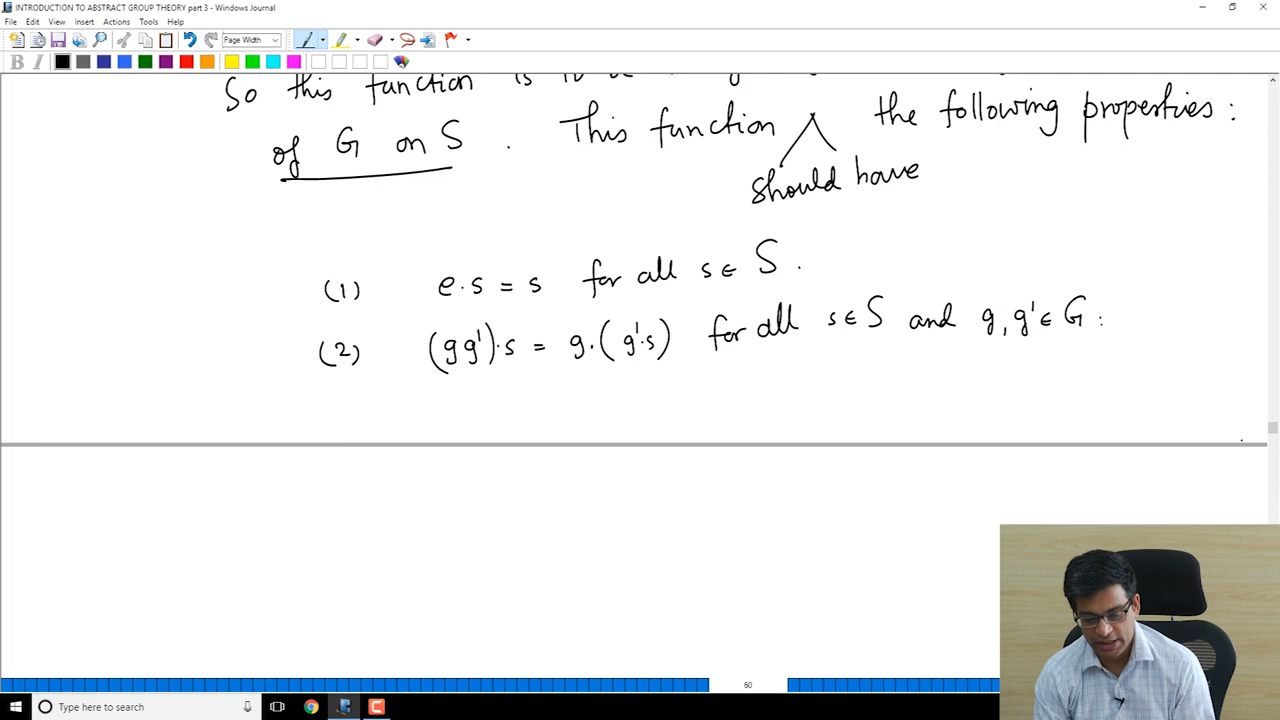 INTRODUCTION TO ABSTRACT GROUP THEORY part 3 - Windows Journal
File Edit View Insert Actions Tools Help
Page Width
B I
So this function is
of G on S . This function the following properties :
should have
(1) e·s = s for all s ∈ S .
(2) (gg')·s = g·(g'·s) for all s∈S and g, g'∈ G :
60
Type here to search